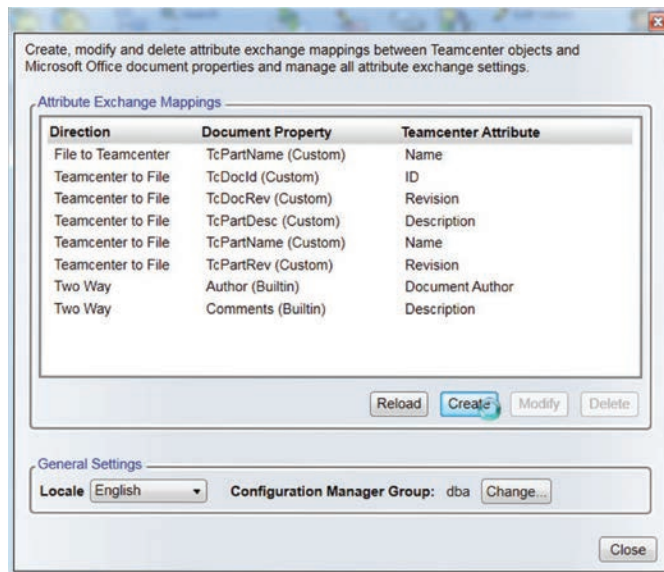 Create, modify and delete attribute exchange mappings between Teamcenter objects and
Microsoft Office document properties and manage all attribute exchange settings.
Attribute Exchange Mappings
Direction Document Property Teamcenter Attribute
File to Teamcenter TcPartName (Custom) Name
Teamcenter to File TcDocId (Custom) ID
Teamcenter to File TcDocRev (Custom) Revision
Teamcenter to File TcPartDesc (Custom) Description
Teamcenter to File TcPartName (Custom) Name
Teamcenter to File TcPartRev (Custom) Revision
Two Way Author (Builtin) Document Author
Two Way Comments (Builtin) Description
Reload Create Modify Delete
General Settings
Locale English Configuration Manager Group: dba Change...
Close